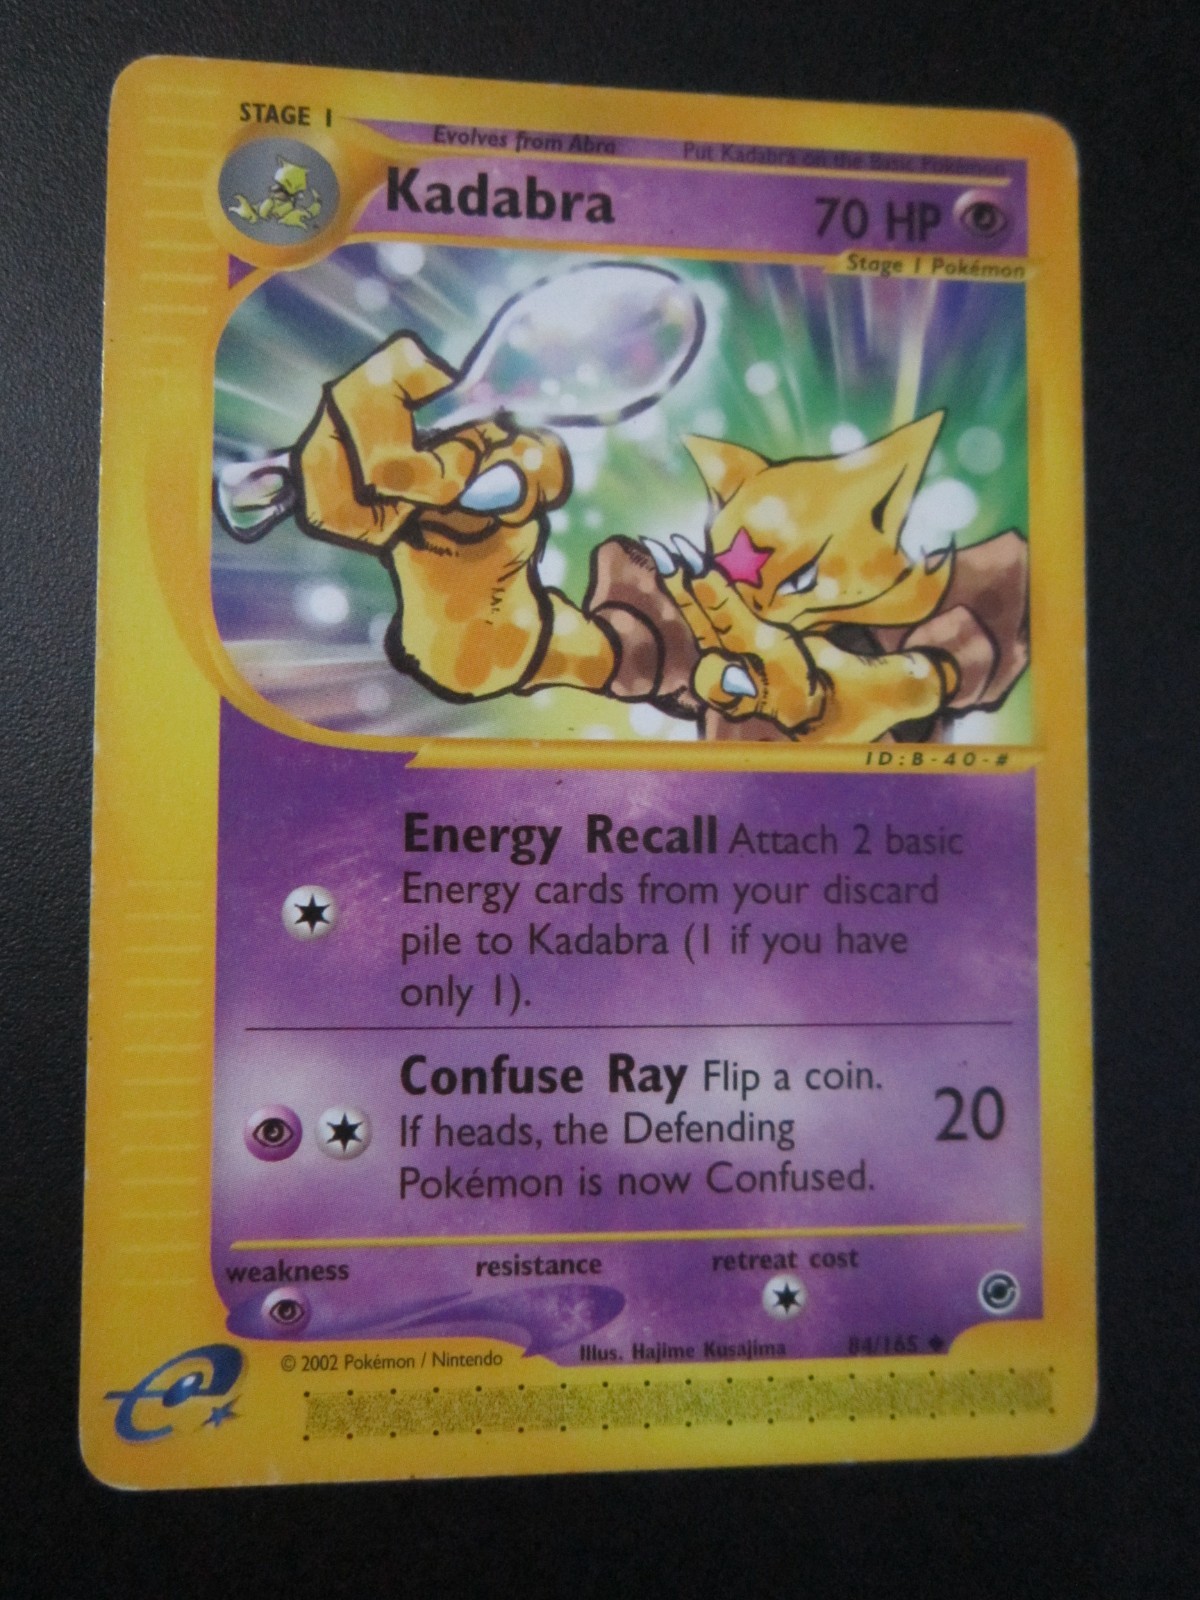 STAGE 1
Evolves from Abra Put Kadabra on the Basic Pokémon
Kadabra 70 HP
Stage 1 Pokémon
ID:B-40-#
Energy Recall Attach 2 basic
Energy cards from your discard
pile to Kadabra (1 if you have
only 1).
Confuse Ray Flip a coin.
If heads, the Defending
Pokémon is now Confused.
20
weakness resistance retreat cost
© 2002 Pokémon / Nintendo
Illus. Hajime Kusajima 84/165